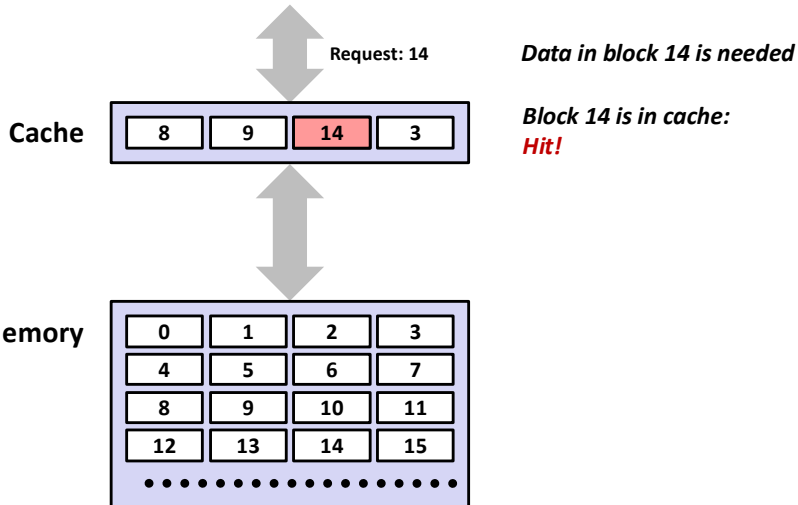 Request: 14
Data in block 14 is needed
Cache
8 9 14 3
Block 14 is in cache:
Hit!
emory
0 1 2 3
4 5 6 7
8 9 10 11
12 13 14 15